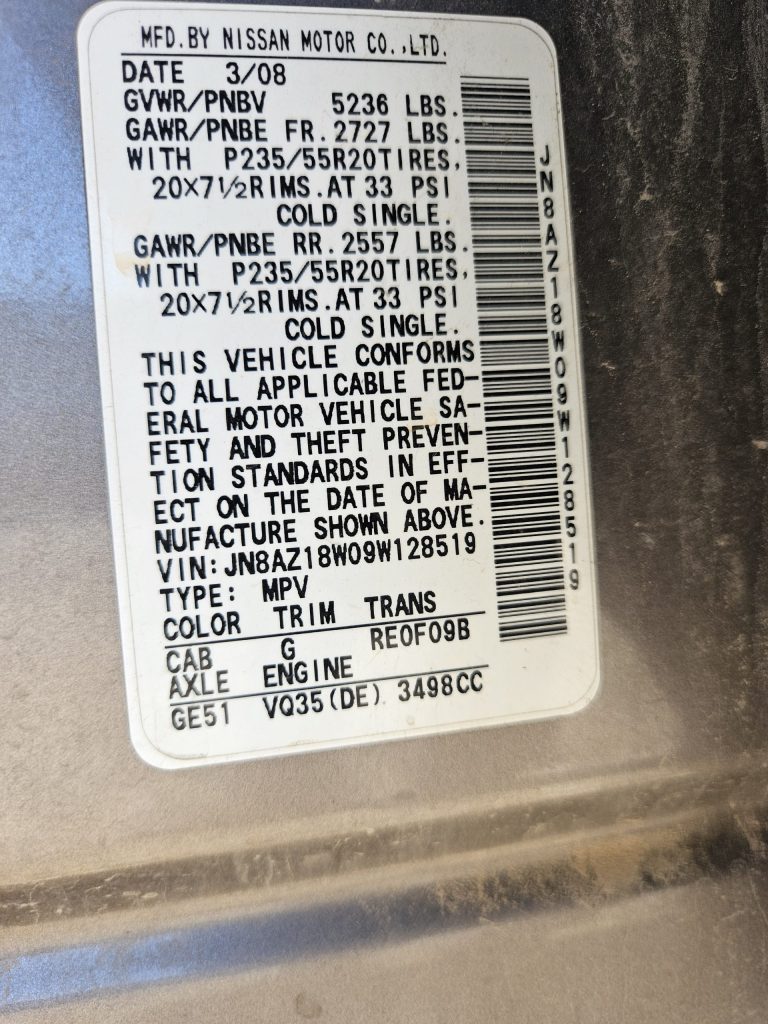 MFD.BY NISSAN MOTOR CO.,LTD.
DATE 3/08
GVWR/PNBV 5236 LBS.
GAWR/PNBE FR.2727 LBS.
WITH P235/55R20TIRES,
20×7½RIMS.AT 33 PSI
COLD SINGLE.
GAWR/PNBE RR.2557 LBS.
WITH P235/55R20TIRES,
20×7½RIMS.AT 33 PSI
COLD SINGLE.
THIS VEHICLE CONFORMS
TO ALL APPLICABLE FED-
ERAL MOTOR VEHICLE SA-
FETY AND THEFT PREVEN-
TION STANDARDS IN EFF-
ECT ON THE DATE OF MA-
NUFACTURE SHOWN ABOVE.
VIN:JN8AZ18W09W128519
TYPE: MPV
COLOR TRIM TRANS
CAB G RE0F09B
AXLE ENGINE
GE51 VQ35(DE) 3498CC
JN8AZ18W09W128519